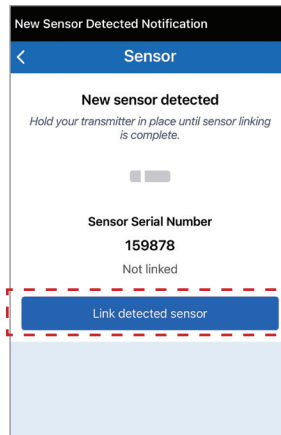 New Sensor Detected Notification
Sensor
New sensor detected
Hold your transmitter in place until sensor linking
is complete.
Sensor Serial Number
159878
Not linked
Link detected sensor